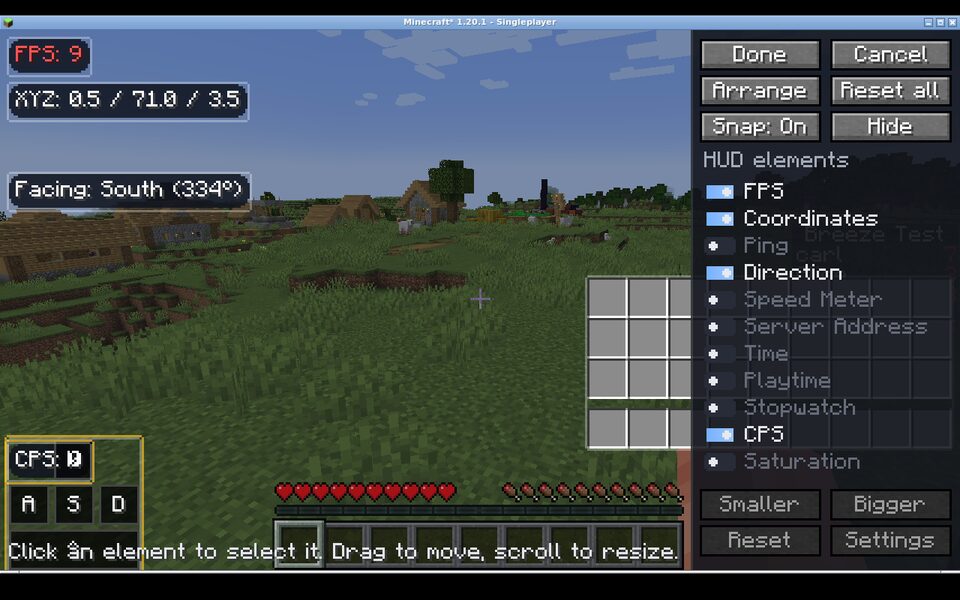 Minecraft* 1.20.1 - Singleplayer
FPS: 9
XYZ: 0.5 / 71.0 / 3.5
Facing: South (334°)
Done
Cancel
Arrange
Reset all
Snap: On
Hide
HUD elements
FPS
Coordinates
Ping
Breeze Test
carl
Direction
Speed Meter
Server Address
Time
Playtime
Stopwatch
CPS
Saturation
Smaller
Bigger
Reset
Settings
CPS: 0
A S D
Click an element to select it. Drag to move, scroll to resize.